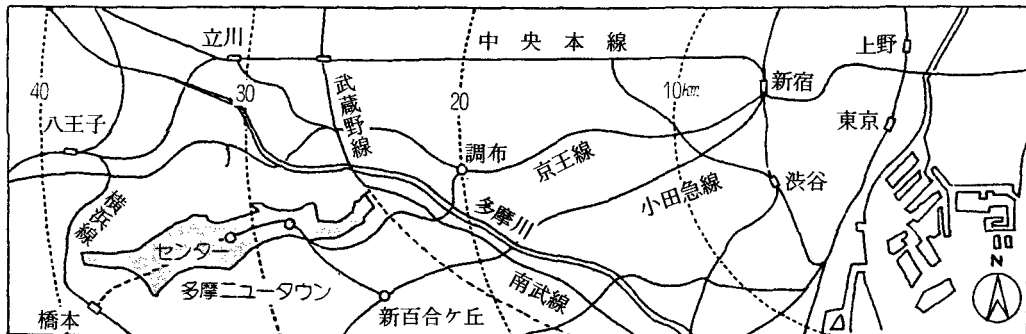 立川
中央本線
上野
新宿
40
30
武蔵野線
20
10km
八王子
調布
京王線
東京
小田急線
渋谷
横浜線
多摩川
センター
N
多摩ニュータウン
南武線
橋本
新百合ケ丘